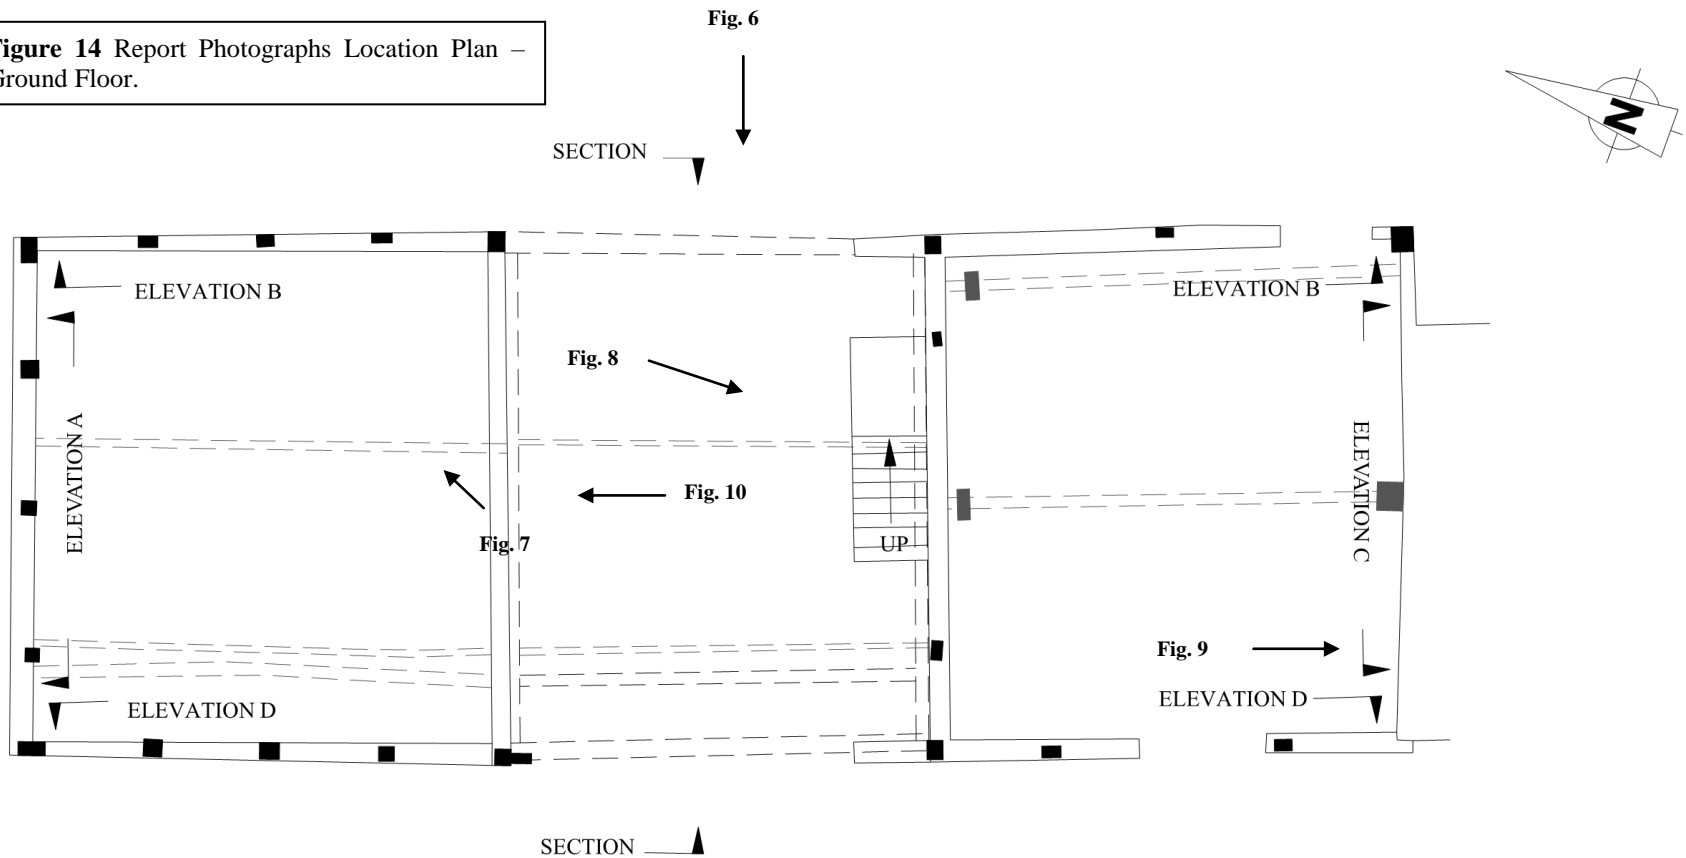 Fig. 6
Figure 14 Report Photographs Location Plan –
Ground Floor.
N
SECTION
ELEVATION B
ELEVATION B
Fig. 8
ELEVATION A
ELEVATION C
Fig. 10
Fig. 7
UP
Fig. 9
ELEVATION D
ELEVATION D
SECTION